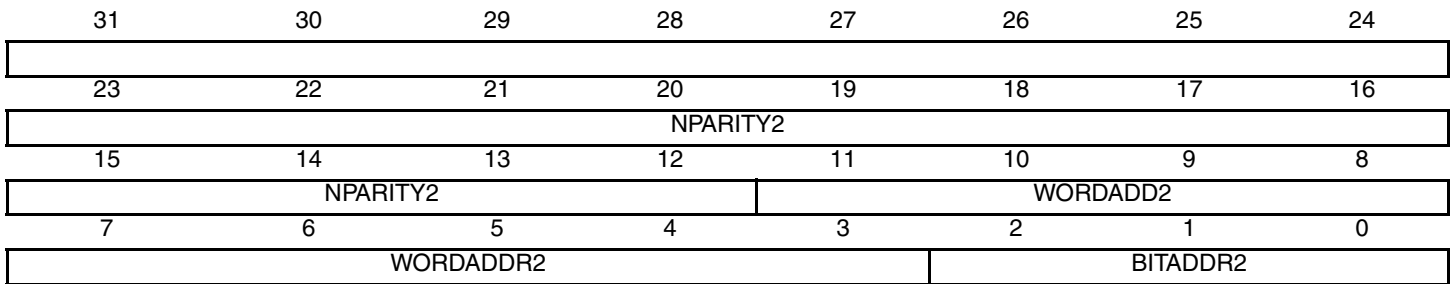 31 30 29 28 27 26 25 24
23 22 21 20 19 18 17 16
NPARITY2
15 14 13 12 11 10 9 8
NPARITY2 WORDADD2
7 6 5 4 3 2 1 0
WORDADDR2 BITADDR2